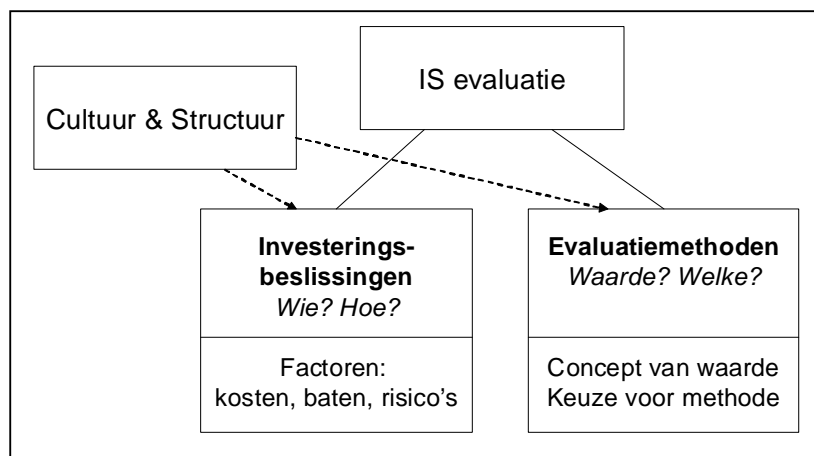 IS evaluatie
Cultuur & Structuur
Investerings-
beslissingen
Wie? Hoe?
Factoren:
kosten, baten, risico's
Evaluatiemethoden
Waarde? Welke?
Concept van waarde
Keuze voor methode